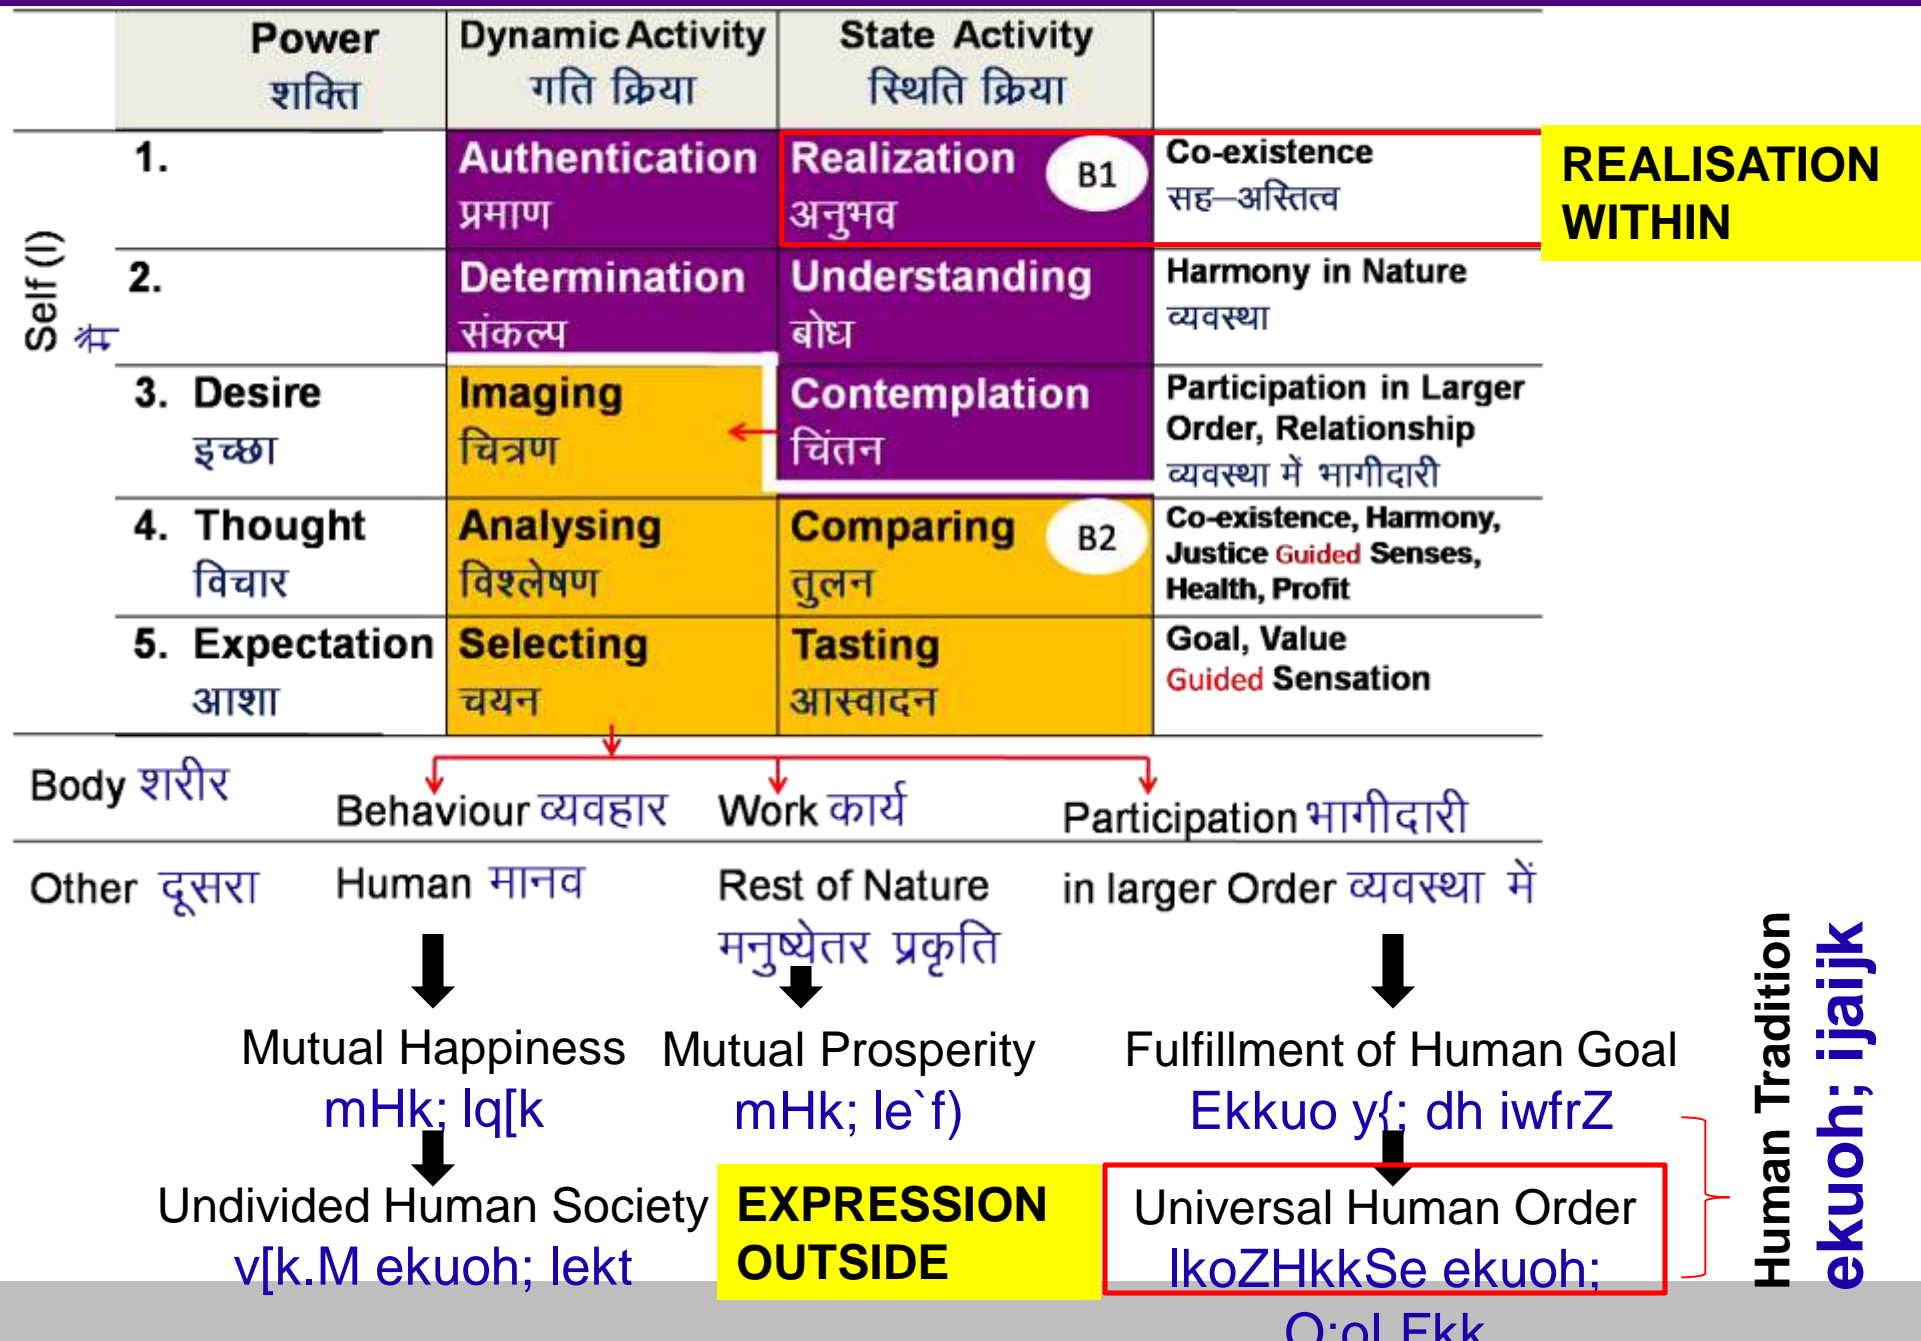 Power
शक्ति
Dynamic Activity
गति क्रिया
State Activity
स्थिति क्रिया
Self (I)
मैं
1.
Authentication
प्रमाण
Realization
अनुभव
B1
Co-existence
सह–अस्तित्व
REALISATION
WITHIN
2.
Determination
संकल्प
Understanding
बोध
Harmony in Nature
व्यवस्था
3. Desire
इच्छा
Imaging
चित्रण
Contemplation
चिंतन
Participation in Larger
Order, Relationship
व्यवस्था में भागीदारी
4. Thought
विचार
Analysing
विश्लेषण
Comparing
तुलन
B2
Co-existence, Harmony,
Justice Guided Senses,
Health, Profit
5. Expectation
आशा
Selecting
चयन
Tasting
आस्वादन
Goal, Value
Guided Sensation
Body शरीर
Behaviour व्यवहार
Work कार्य
Participation भागीदारी
Other दूसरा
Human मानव
Rest of Nature
मनुष्येतर प्रकृति
in larger Order व्यवस्था में
Mutual Happiness
mHk; lq[k
Mutual Prosperity
mHk; le`f)
Fulfillment of Human Goal
Ekkuo y{; dh iwfrZ
Undivided Human Society
v[k.M ekuoh; lekt
EXPRESSION
OUTSIDE
Universal Human Order
lkoZHkkSe ekuoh;
Human Tradition
ekuoh; ijaijk